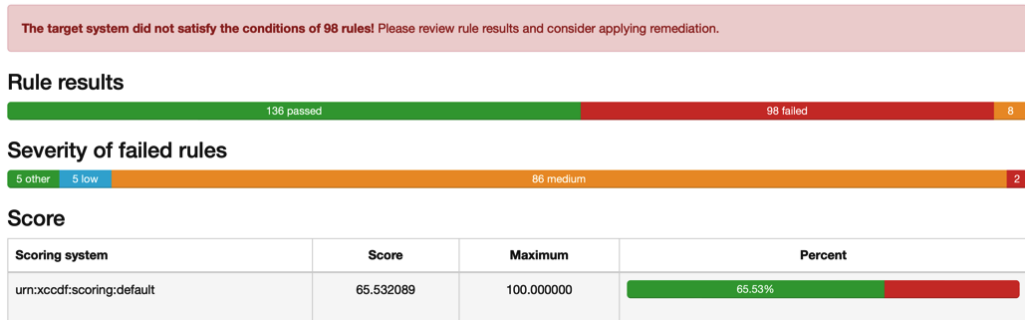 The target system did not satisfy the conditions of 98 rules! Please review rule results and consider applying remediation.
Rule results
136 passed 98 failed 8
Severity of failed rules
5 other 5 low 86 medium 2
Score
Scoring system Score Maximum Percent
urn:xccdf:scoring:default 65.532089 100.000000 65.53%